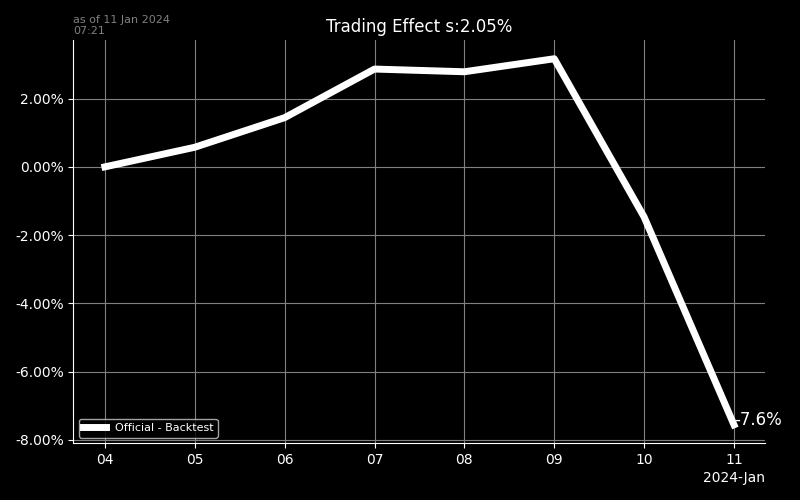 as of 11 Jan 2024
07:21
Trading Effect s:2.05%
2.00%
0.00%
-2.00%
-4.00%
-6.00%
-8.00%
-7.6%
Official - Backtest
04 05 06 07 08 09 10 11
2024-Jan